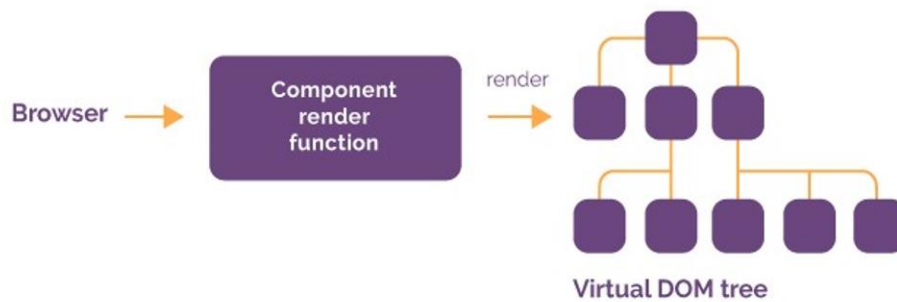 Browser
Component
render
function
render
Virtual DOM tree